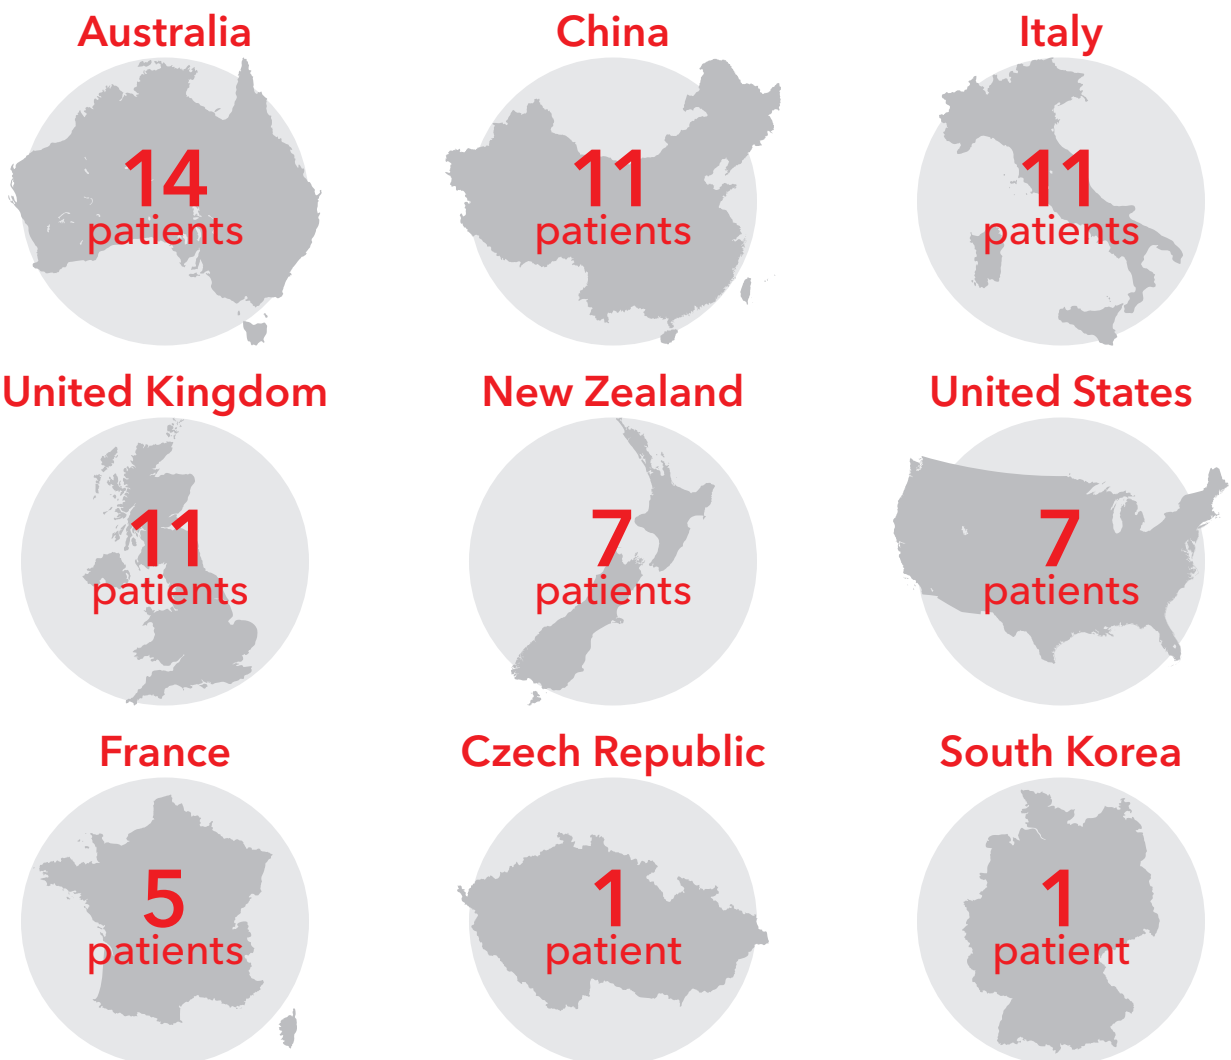 Australia
14
patients
China
11
patients
Italy
11
patients
United Kingdom
11
patients
New Zealand
7
patients
United States
7
patients
France
5
patients
Czech Republic
1
patient
South Korea
1
patient